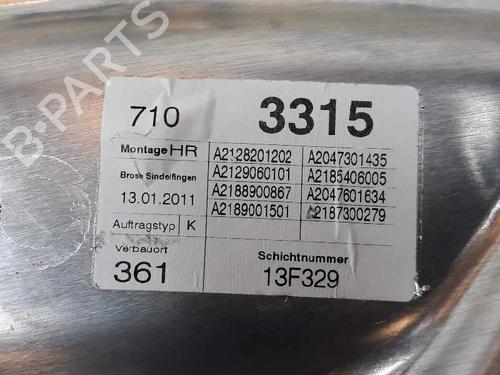 B-PARTS
710 3315
Montage HR A2128201202 A2047301435
A2129060101 A2185406005
Brose Sindelfingen
A2188900867 A2047601634
13.01.2011
A2189001501 A2187300279
Auftragstyp K
Verbauort Schichtnummer
361 13F329